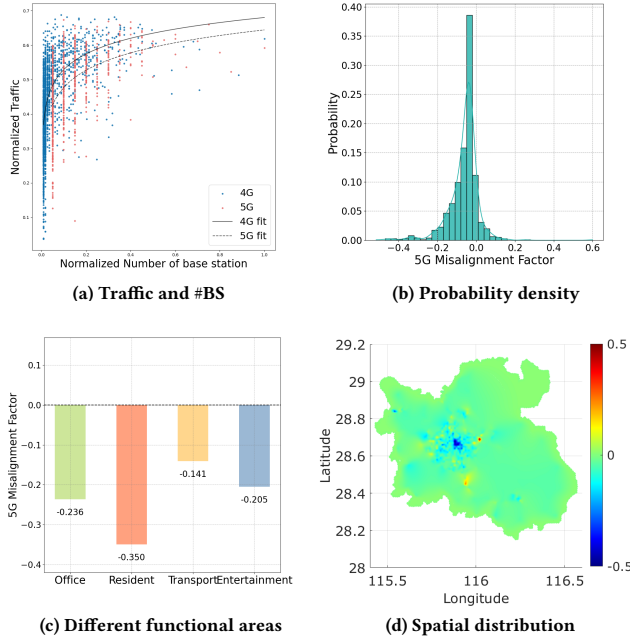 0.7
0.6
0.5
0.4
0.3
0.2
0.1
0.0 0.2 0.4 0.6 0.8 1.0
Normalized Traffic
Normalized Number of base station
4G
5G
4G fit
5G fit
(a) Traffic and #BS
0.40
0.35
0.30
0.25
0.20
0.15
0.10
0.05
0.00
−0.4 −0.2 0.0 0.2 0.4 0.6
Probability
5G Misalignment Factor
(b) Probability density
0.1
0.0
−0.1
−0.2
−0.3
−0.4
5G Misalignment Factor
-0.236
-0.350
-0.141
-0.205
Office Resident Transport Entertainment
(c) Different functional areas
29.2
29
28.8
28.6
28.4
28.2
28
115.5 116 116.5
Latitude
Longitude
0.5
0
-0.5
(d) Spatial distribution